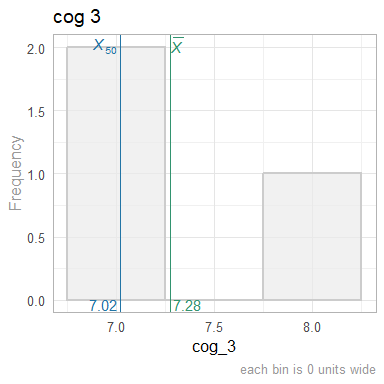 cog 3
X 50 X̅
2.0
1.5
1.0
0.5
0.0
Frequency
7.02 7.28
7.0 7.5 8.0
cog_3
each bin is 0 units wide